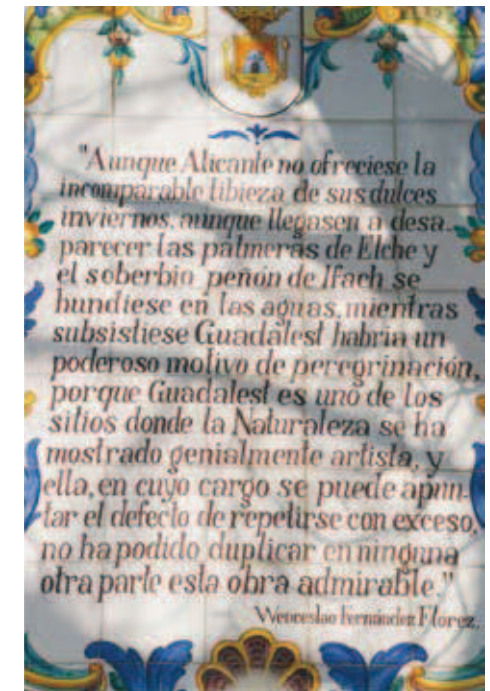 "Aunque Alicante no ofreciese la
incomparable tibieza de sus dulces
inviernos, aunque llegasen a desa-
parecer las palmeras de Elche y
el soberbio peñón de Ifach se
hundiese en las aguas, mientras
subsistiese Guadalest habria un
poderoso motivo de peregrinación,
porque Guadalest es uno de los
sitios donde la Naturaleza se ha
mostrado genialmente artista, y
ella, en cuyo cargo se puede apun-
tar el defecto de repetirse con exceso,
no ha podido duplicar en ninguna
otra parte esta obra admirable."
Wenceslao Fernández Florez.